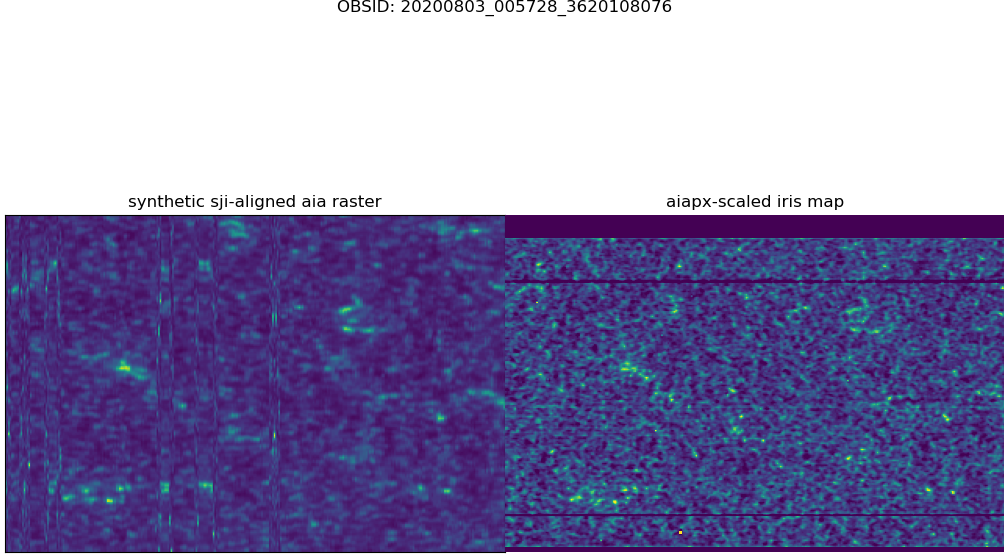 OBSID: 20200803_005728_3620108076
synthetic sji-aligned aia raster
aiapx-scaled iris map